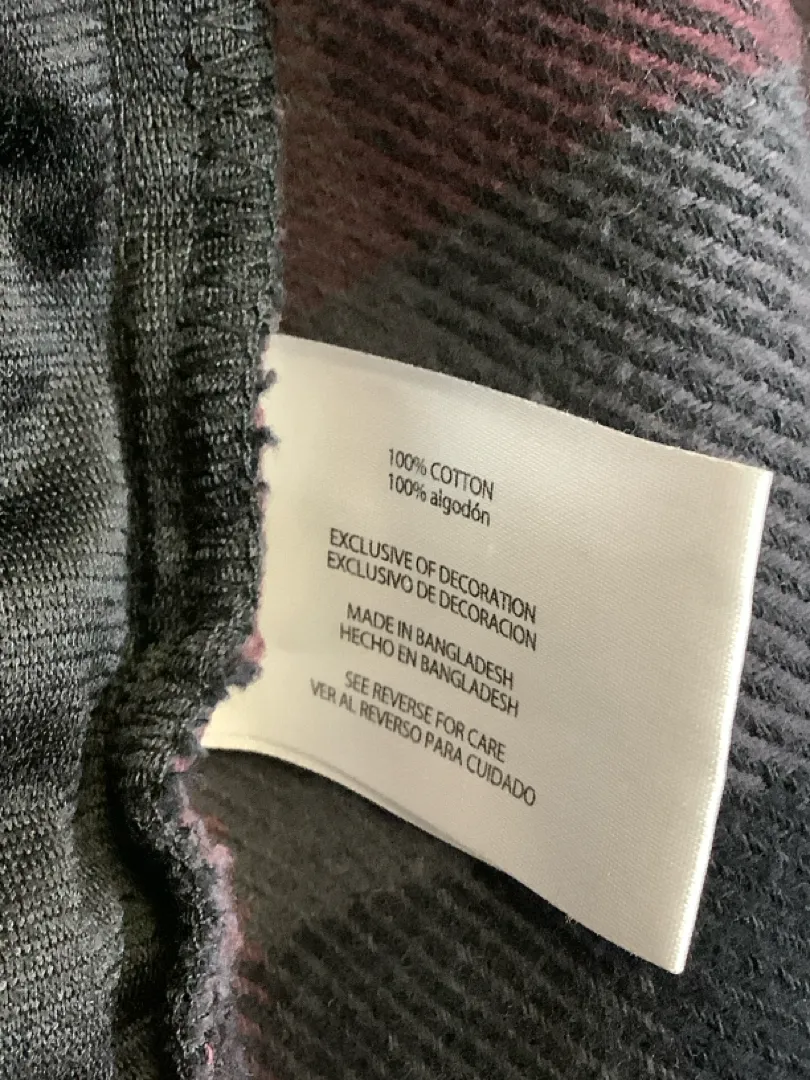 100% COTTON
100% algodón
EXCLUSIVE OF DECORATION
EXCLUSIVO DE DECORACION
MADE IN BANGLADESH
HECHO EN BANGLADESH
SEE REVERSE FOR CARE
VER AL REVERSO PARA CUIDADO